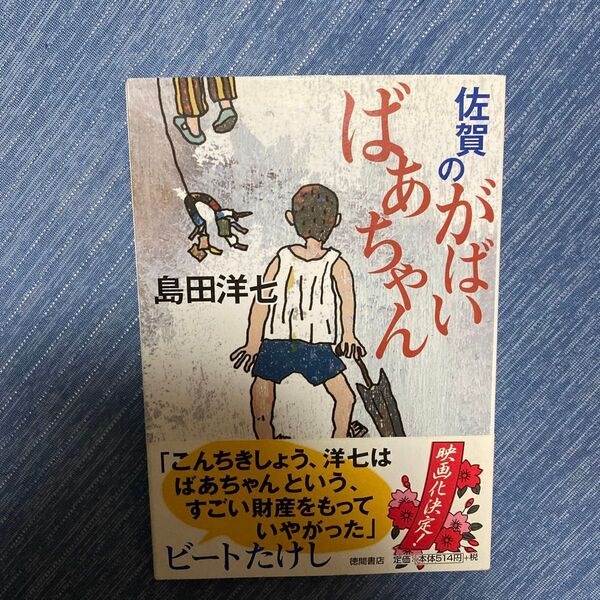 佐賀のがばい
ばあちゃん
島田洋七
「こんちきしょう、洋七は
ばあちゃんという、
すごい財産をもって
いやがった」
ビートたけし
映画化決定!
徳間書店
定価:本体514円+税